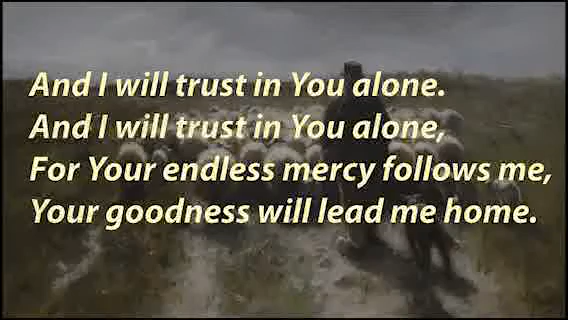 And I will trust in You alone.
And I will trust in You alone,
For Your endless mercy follows me,
Your goodness will lead me home.